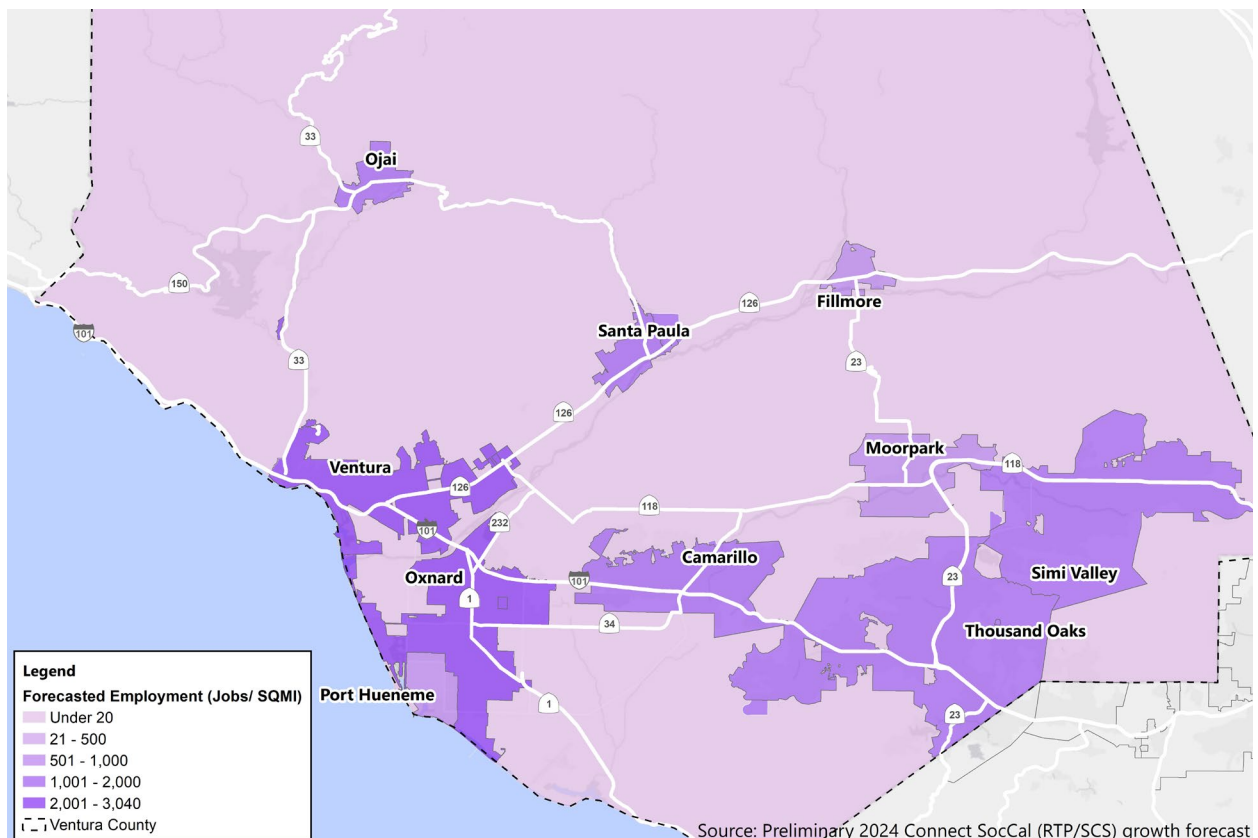 33
Ojai
150
126
Fillmore
101
Santa Paula
33
23
126
Moorpark
Ventura
118
126
118
232
101
Camarillo
Oxnard
101
23
Simi Valley
1
34
Thousand Oaks
Port Hueneme
1
23
Legend
Forecasted Employment (Jobs/ SQMI)
Under 20
21 - 500
501 - 1,000
1,001 - 2,000
2,001 - 3,040
Ventura County
Source: Preliminary 2024 Connect SocCal (RTP/SCS) growth forecast